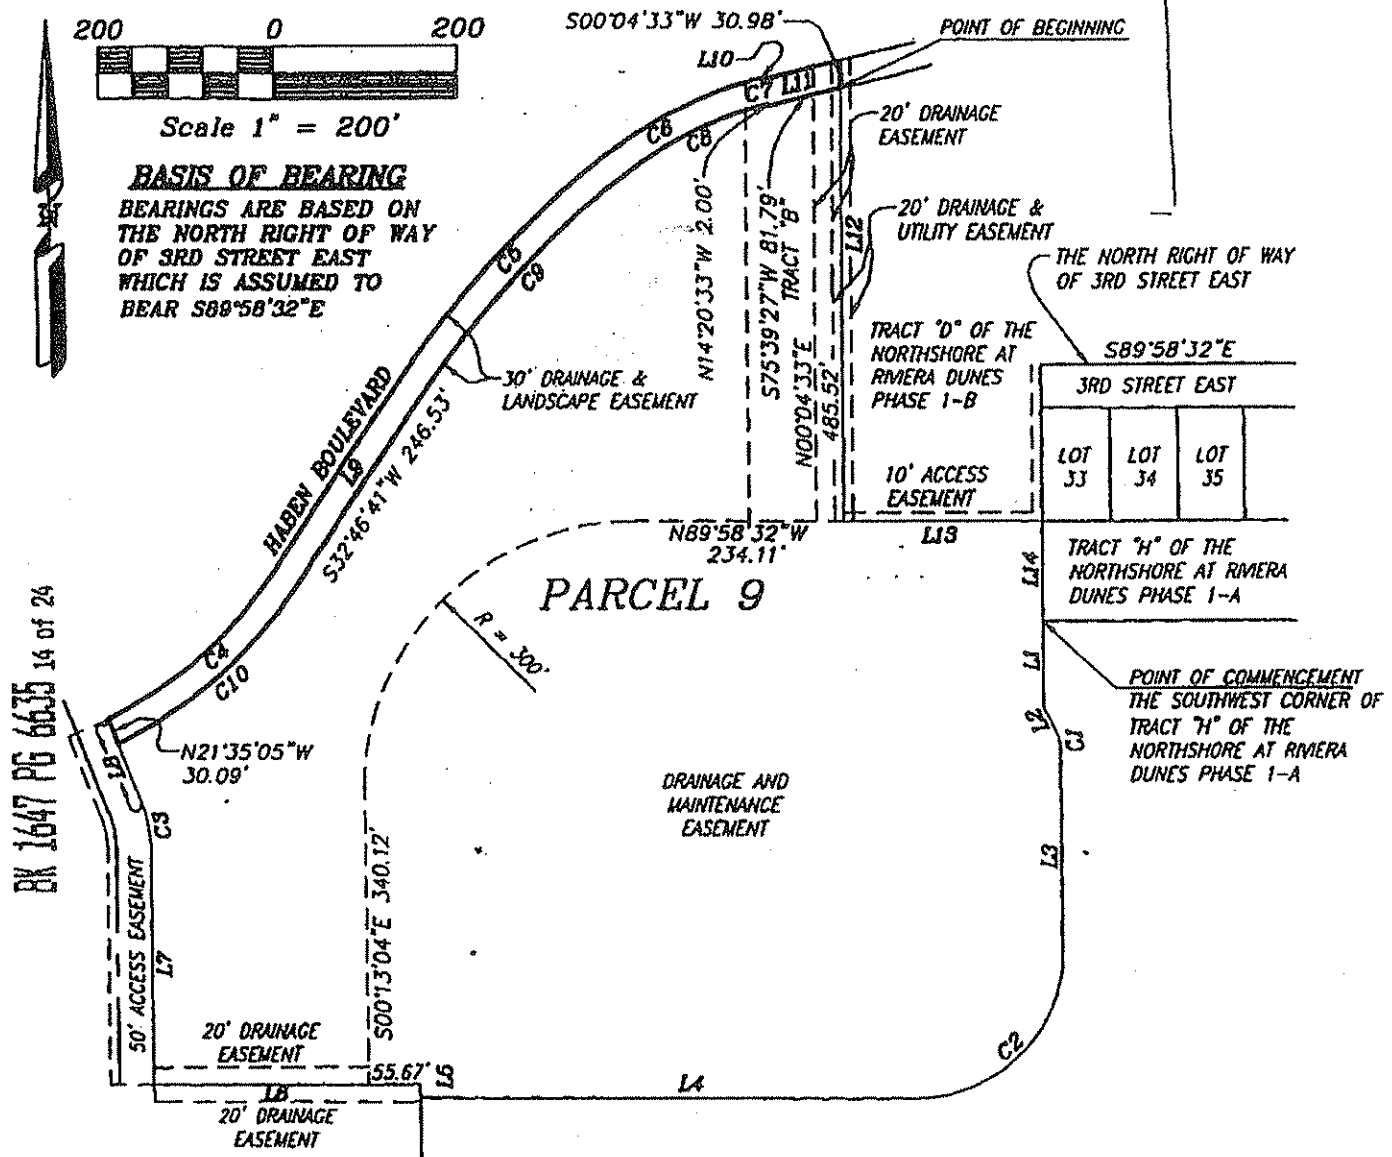 200 0 200
Scale 1" = 200'
N
BASIS OF BEARING
BEARINGS ARE BASED ON
THE NORTH RIGHT OF WAY
OF 3RD STREET EAST
WHICH IS ASSUMED TO
BEAR S89°58'32"E
S00°04'33"W 30.98'
POINT OF BEGINNING
L10
C7
L11
C6
C8
20' DRAINAGE
EASEMENT
20' DRAINAGE &
UTILITY EASEMENT
L12
THE NORTH RIGHT OF WAY
OF 3RD STREET EAST
N14°20'33"W 2.00'
S75°39'27"W 81.79'
TRACT "B"
N00°04'33"E
485.52'
C9
30' DRAINAGE &
LANDSCAPE EASEMENT
TRACT "D" OF THE
NORTHSHORE AT
RIVIERA DUNES
PHASE 1-B
S89°58'32"E
3RD STREET EAST
LOT
33
LOT
34
LOT
35
HABEN BOULEVARD
L9
S32°46'41"W 246.53'
10' ACCESS
EASEMENT
N89°58'32"W
234.11'
L13
L14
TRACT "H" OF THE
NORTHSHORE AT RIVIERA
DUNES PHASE 1-A
PARCEL 9
R = 300'
C4
C10
L1
POINT OF COMMENCEMENT
THE SOUTHWEST CORNER OF
TRACT "H" OF THE
NORTHSHORE AT RIVIERA
DUNES PHASE 1-A
L2
C1
BK 1647 PG 6635 14 of 24
N21°35'05"W
30.09'
L8
C3
DRAINAGE AND
MAINTENANCE
EASEMENT
L3
S00°13'04"E 340.12'
50' ACCESS EASEMENT
L7
20' DRAINAGE
EASEMENT
55.67'
L5
L6
L4
C2
20' DRAINAGE
EASEMENT